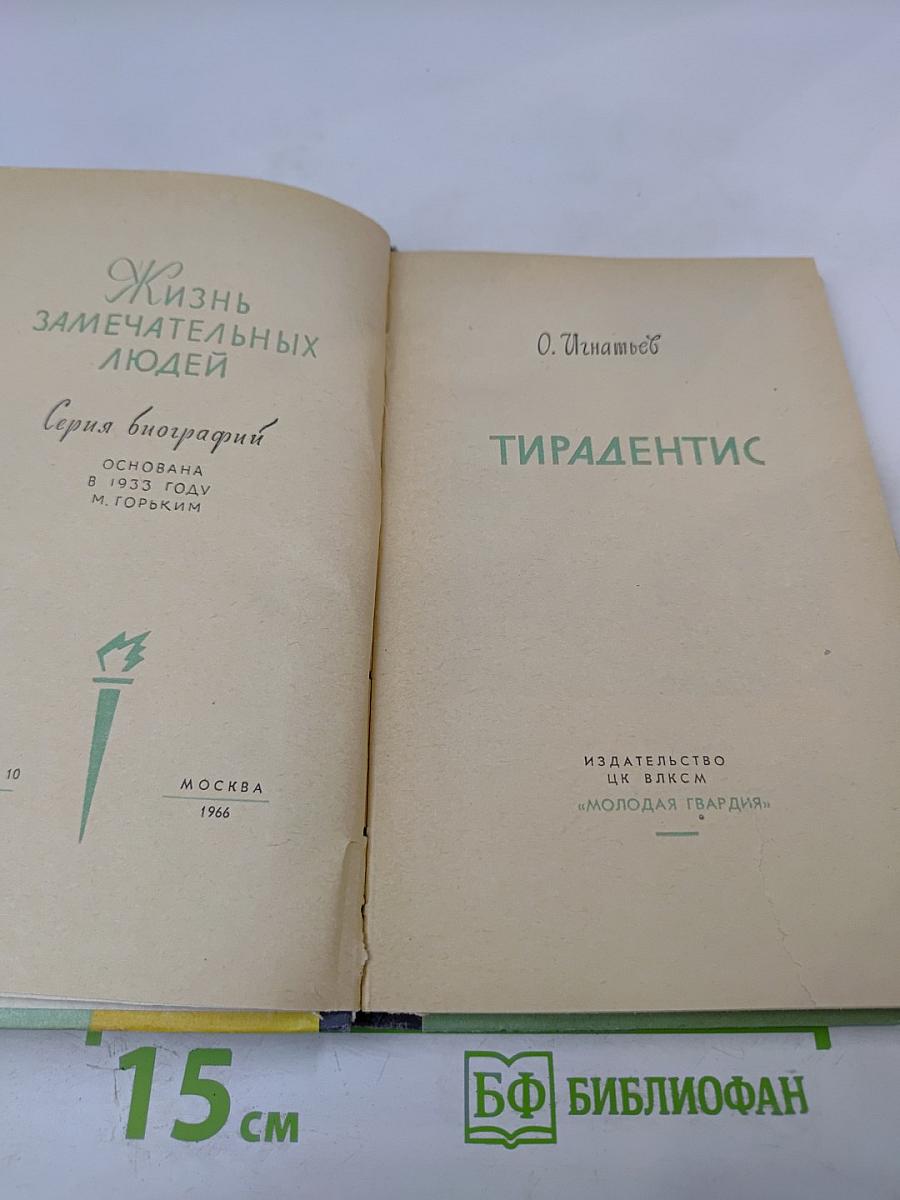 Жизнь
ЗАМЕЧАТЕЛЬНЫХ
ЛЮДЕЙ
Серия биографий
ОСНОВАНА
В 1933 ГОДУ
М. ГОРЬКИМ
10
МОСКВА
1966
О. Игнатьев
ТИРАДЕНТИС
ИЗДАТЕЛЬСТВО
ЦК ВЛКСМ
«МОЛОДАЯ ГВАРДИЯ»
15 см
БФ БИБЛИОФАН